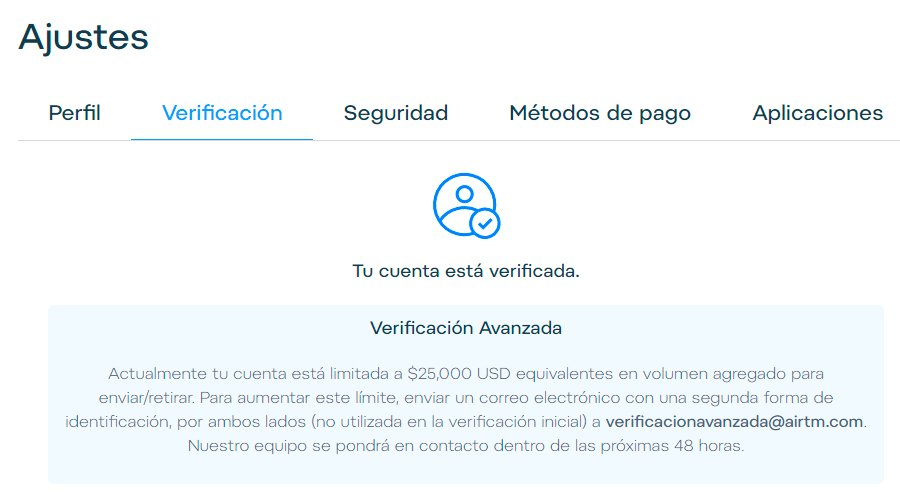 Ajustes
Perfil Verificación Seguridad Métodos de pago Aplicaciones
Tu cuenta está verificada.
Verificación Avanzada
Actualmente tu cuenta está limitada a $25,000 USD equivalentes en volumen agregado para
enviar/retirar. Para aumentar este límite, enviar un correo electrónico con una segunda forma de
identificación, por ambos lados (no utilizada en la verificación inicial) a verificacionavanzada@airtm.com.
Nuestro equipo se pondrá en contacto dentro de las próximas 48 horas.